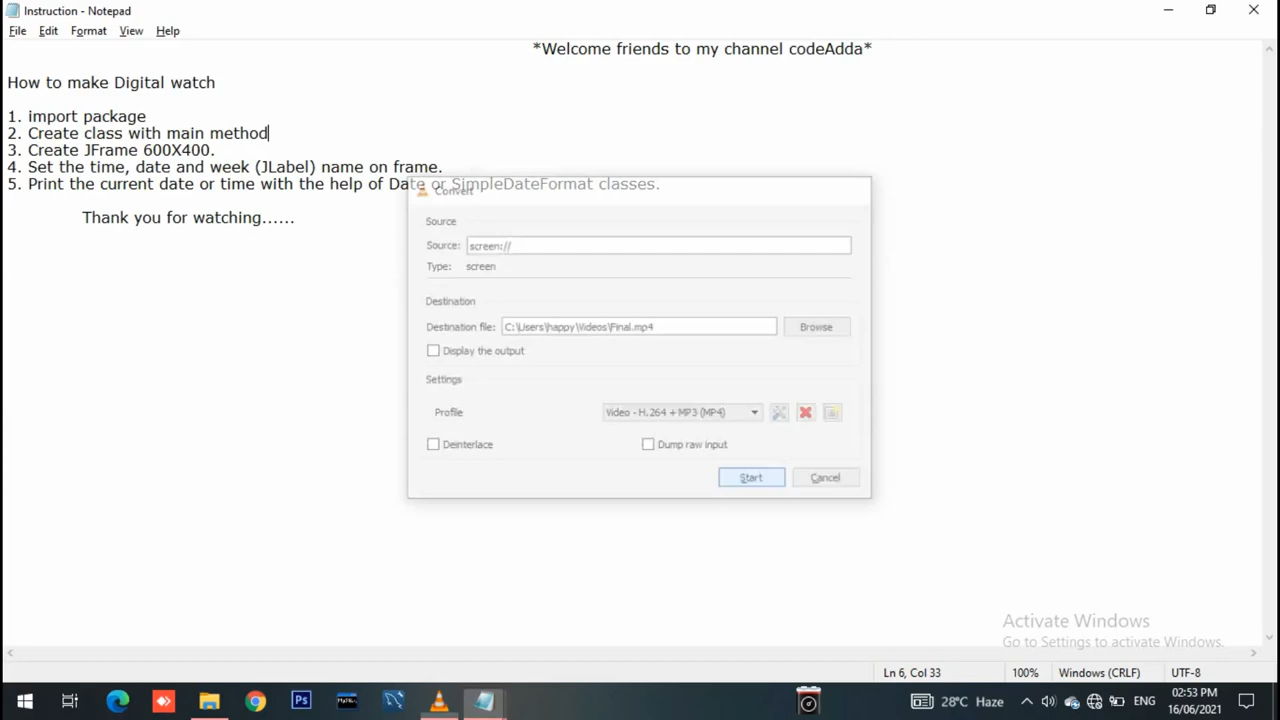 Instruction - Notepad
File Edit Format View Help
*Welcome friends to my channel codeAdda*
How to make Digital watch
1. import package
2. Create class with main method
3. Create JFrame 600X400.
4. Set the time, date and week (JLabel) name on frame.
5. Print the current date or time with the help of Date or SimpleDateFormat classes.
Thank you for watching......
Convert
Source
Source: screen://
Type: screen
Destination
Destination file: C:\Users\happy\Videos\Final.mp4 Browse
Display the output
Settings
Profile Video - H.264 + MP3 (MP4)
Deinterlace Dump raw input
Start Cancel
Activate Windows
Go to Settings to activate Windows.
Ln 6, Col 33 100% Windows (CRLF) UTF-8
Ps MySQL 28°C Haze ENG 02:53 PM
16/06/2021